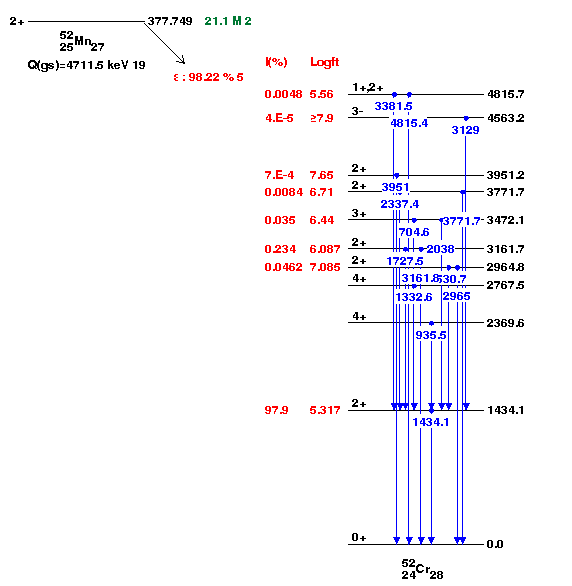 2+ 377.749 21.1 M 2
52
25Mn27
Q(gs)=4711.5 keV 19
ε : 98.22 % 5
I(%) Logft
0.0048 5.56 1+,2+ 4815.7
3381.5
4.E-5 ≥7.9 3- 4563.2
4815.4
3129
7.E-4 7.65 2+ 3951.2
3951
0.0084 6.71 2+ 3771.7
2337.4
0.035 6.44 3+ 3771.7 3472.1
704.6
0.234 6.087 2+ 2038 3161.7
1727.5
0.0462 7.085 2+ 2964.8
3161.8 530.7
4+ 2767.5
1332.6 2965
4+ 2369.6
935.5
97.9 5.317 2+ 1434.1
1434.1
0+ 0.0
52
24Cr28